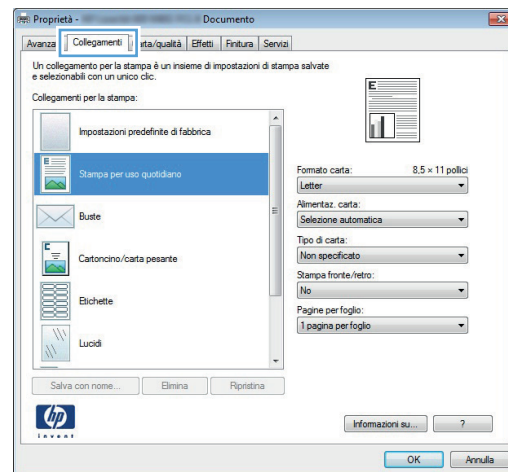 Proprietà - Documento
Avanza Collegamenti rta/qualità Effetti Finitura Servizi
Un collegamento per la stampa è un insieme di impostazioni di stampa salvate
e selezionabili con un unico clic.
Collegamenti per la stampa:
Impostazioni predefinite di fabbrica
Stampa per uso quotidiano
Buste
Cartoncino/carta pesante
Etichette
Lucidi
E
E
E
Formato carta: 8,5 × 11 pollici
Letter
Alimentaz. carta:
Selezione automatica
Tipo di carta:
Non specificato
Stampa fronte/retro:
No
Pagine per foglio:
1 pagina per foglio
Salva con nome... Elimina Ripristina
hp
invent
Informazioni su... ?
OK Annulla